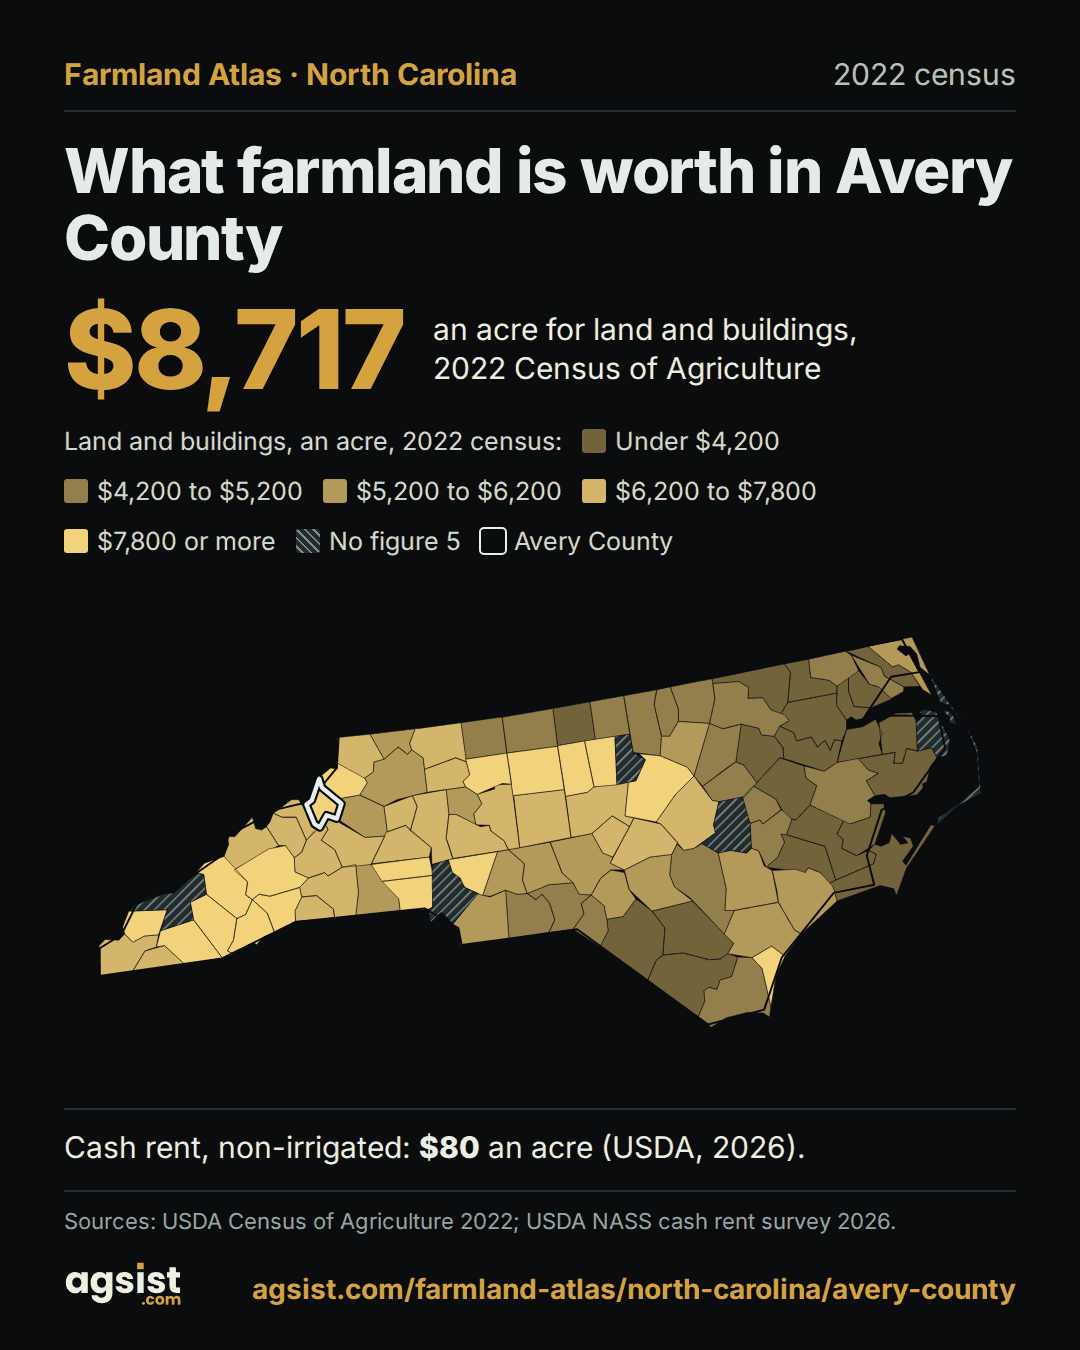 Farmland Atlas · North Carolina
2022 census
What farmland is worth in Avery
County
$8,717
an acre for land and buildings,
2022 Census of Agriculture
Land and buildings, an acre, 2022 census: Under $4,200
$4,200 to $5,200 $5,200 to $6,200 $6,200 to $7,800
$7,800 or more No figure 5 Avery County
Cash rent, non-irrigated: $80 an acre (USDA, 2026).
Sources: USDA Census of Agriculture 2022; USDA NASS cash rent survey 2026.
agsist
.com
agsist.com/farmland-atlas/north-carolina/avery-county